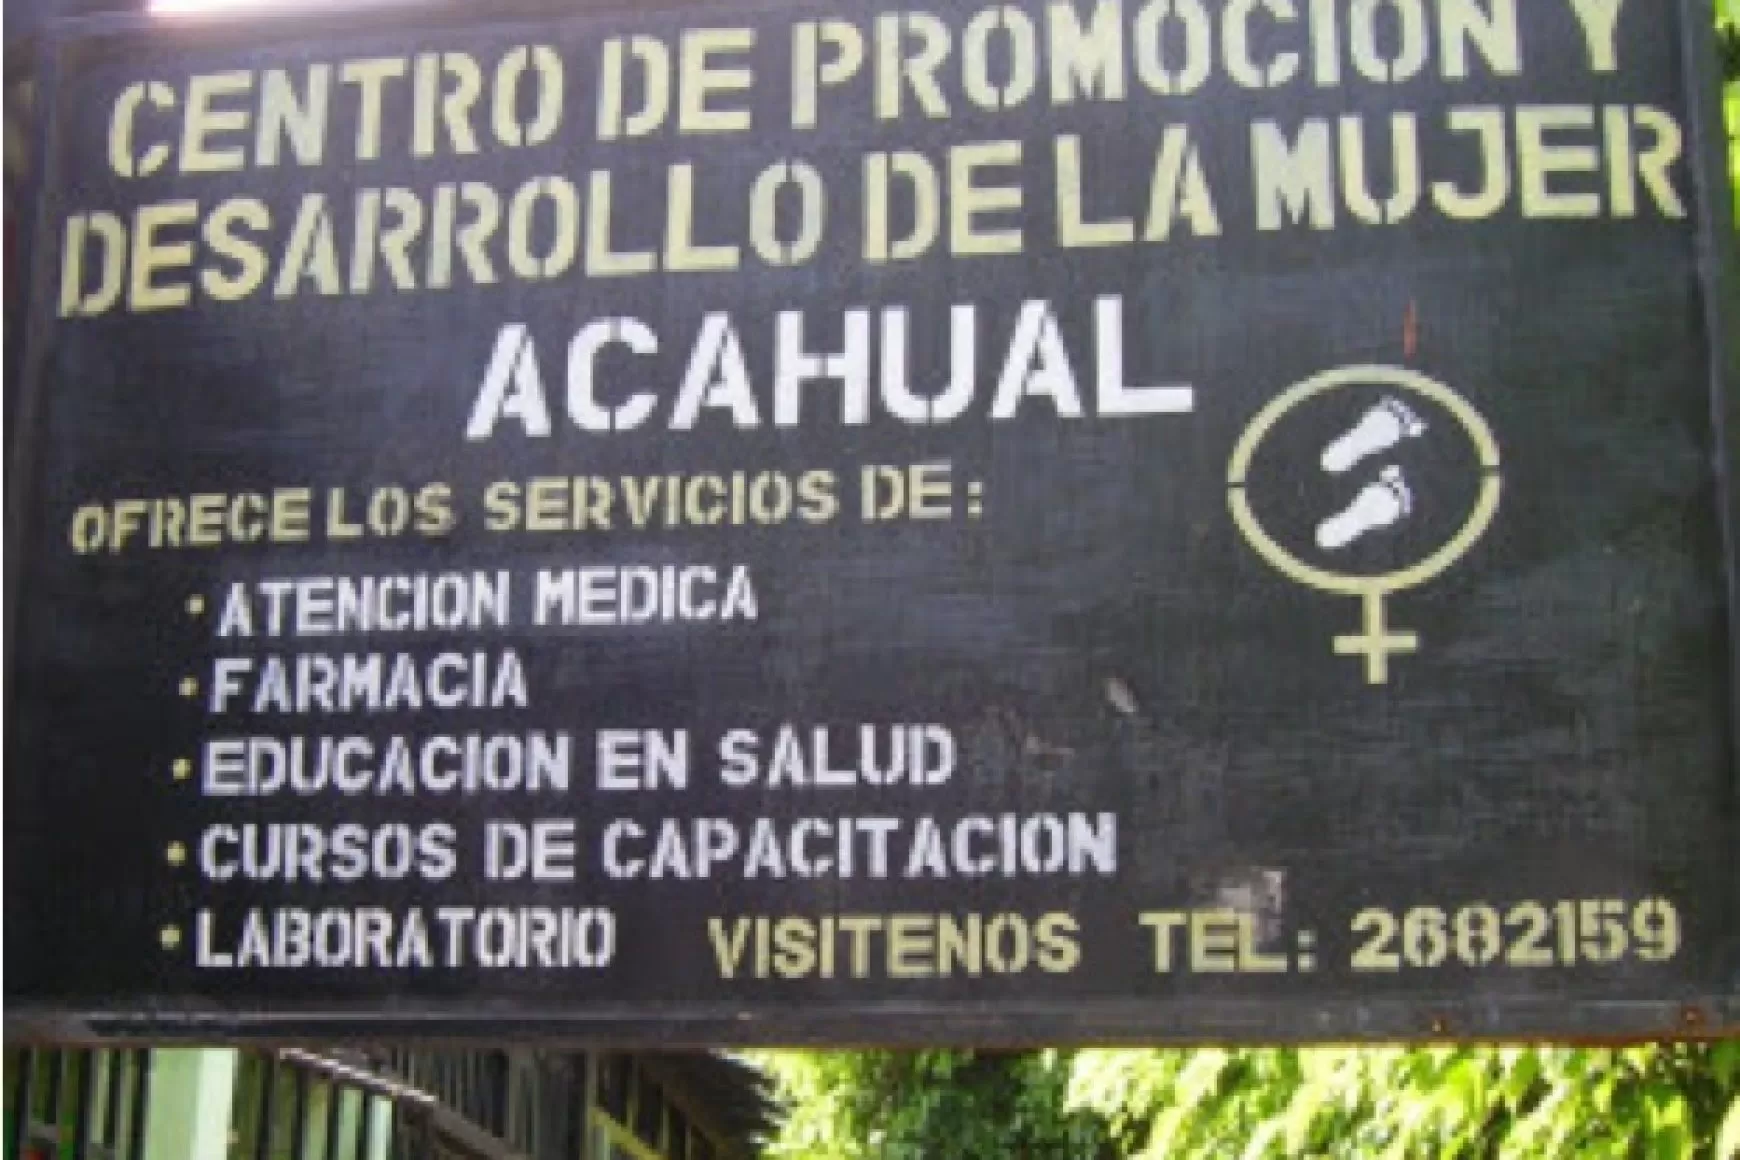 CENTRO DE PROMOCION Y
DESARROLLO DE LA MUJER
ACAHUAL
OFRECE LOS SERVICIOS DE:
• ATENCION MEDICA
• FARMACIA
• EDUCACION EN SALUD
• CURSOS DE CAPACITACION
• LABORATORIO VISITENOS TEL: 2682159